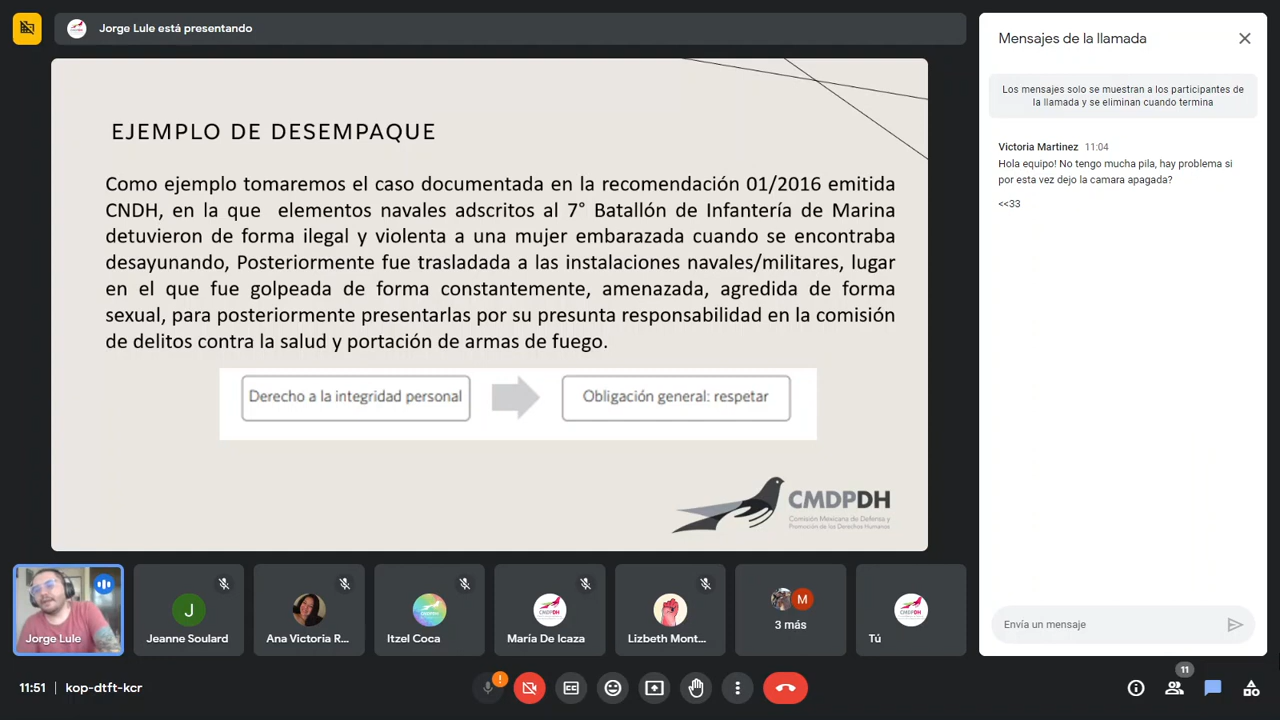 Jorge Lule está presentando
EJEMPLO DE DESEMPAQUE
Como ejemplo tomaremos el caso documentada en la recomendación 01/2016 emitida
CNDH, en la que elementos navales adscritos al 7° Batallón de Infantería de Marina
detuvieron de forma ilegal y violenta a una mujer embarazada cuando se encontraba
desayunando, Posteriormente fue trasladada a las instalaciones navales/militares, lugar
en el que fue golpeada de forma constantemente, amenazada, agredida de forma
sexual, para posteriormente presentarlas por su presunta responsabilidad en la comisión
de delitos contra la salud y portación de armas de fuego.
Derecho a la integridad personal
Obligación general: respetar
CMDPDH
Comisión Mexicana de Defensa y
Promoción de los Derechos Humanos
Mensajes de la llamada
Los mensajes solo se muestran a los participantes de
la llamada y se eliminan cuando termina
Victoria Martinez 11:04
Hola equipo! No tengo mucha pila, hay problema si
por esta vez dejo la camara apagada?
<<33
Envía un mensaje
Jorge Lule
J
Jeanne Soulard
Ana Victoria R...
Itzel Coca
María De Icaza
Lizbeth Mont...
M
3 más
Tú
11:51
kop-dtft-kcr
11